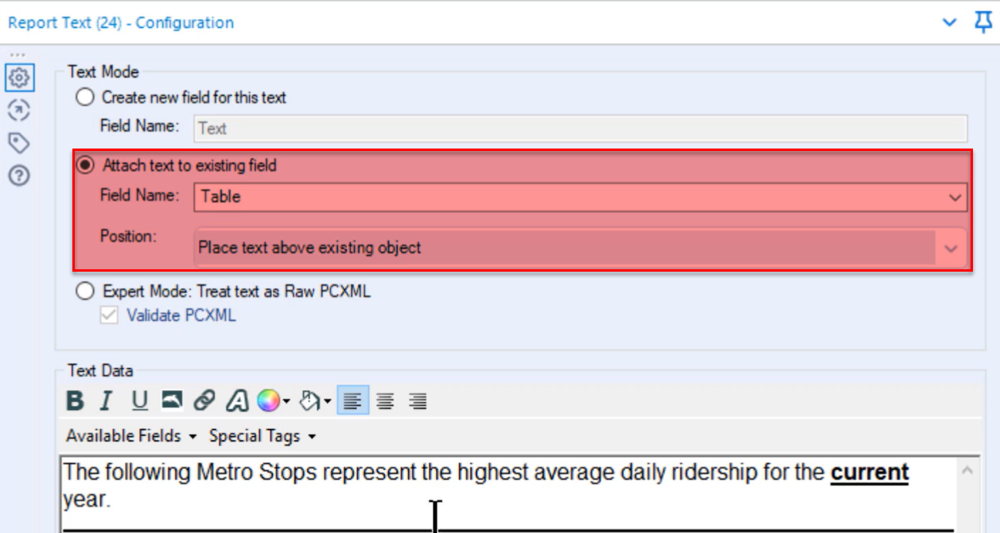 Report Text (24) - Configuration
Text Mode
Create new field for this text
Field Name: Text
Attach text to existing field
Field Name: Table
Position: Place text above existing object
Expert Mode: Treat text as Raw PCXML
Validate PCXML
Text Data
B I U A
Available Fields Special Tags
The following Metro Stops represent the highest average daily ridership for the current
year.